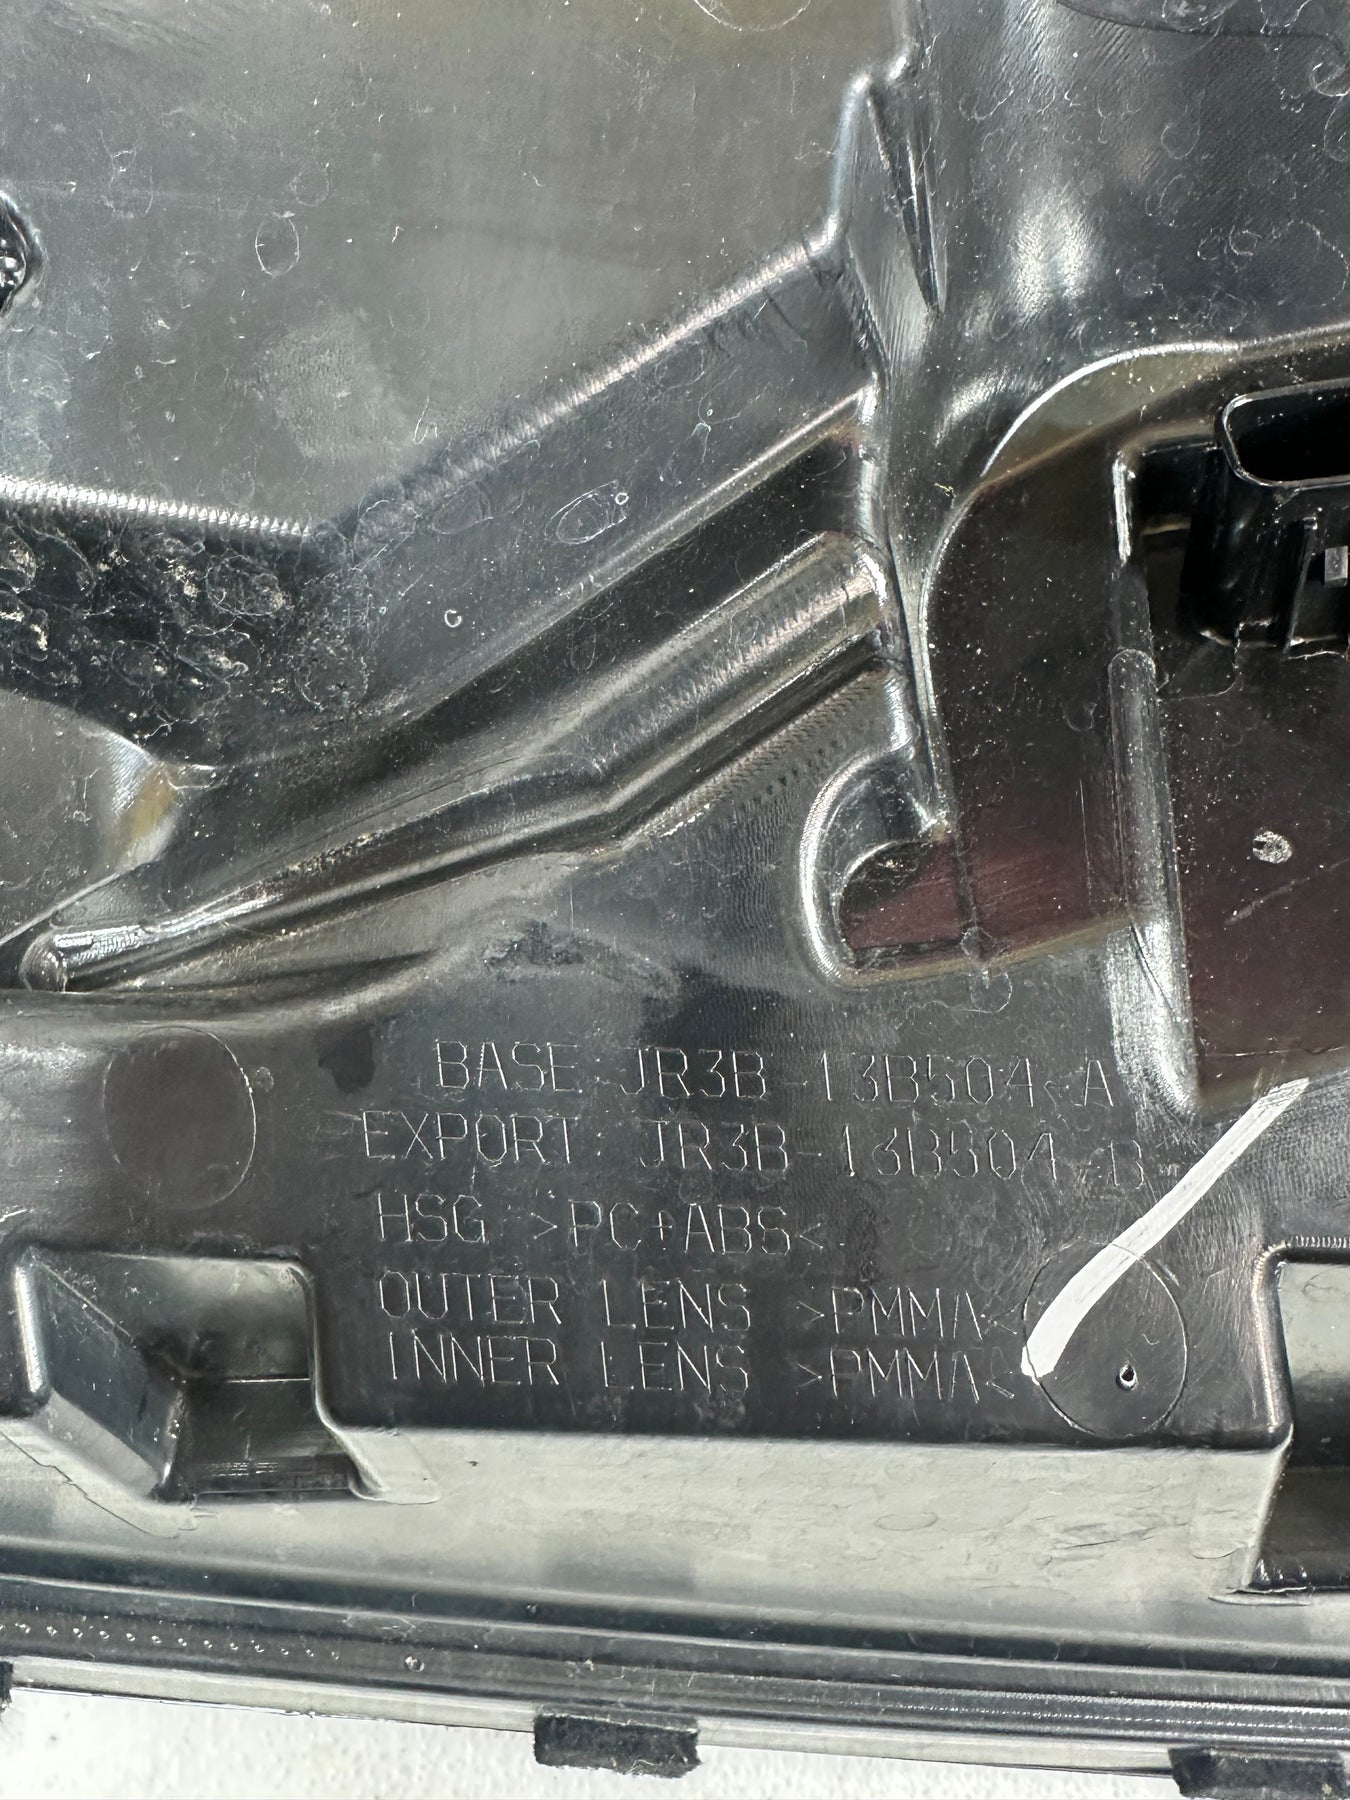 BASE JR3B-13B504-A
EXPORT JR3B-13B504-B
HSG >PC+ABS<
OUTER LENS >PMMA<
INNER LENS >PMMA<